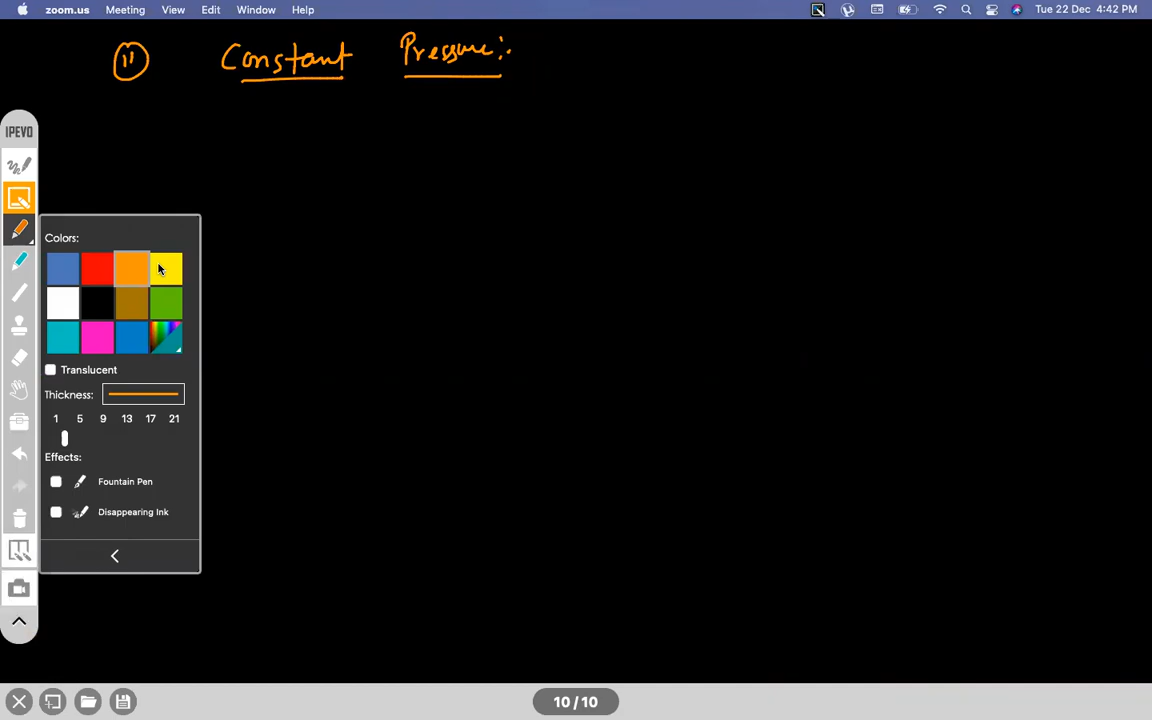 zoom.us Meeting View Edit Window Help Tue 22 Dec 4:42 PM
11 Constant Pressure:-
IPEVO
Colors:
Translucent
Thickness:
1 5 9 13 17 21
Effects:
Fountain Pen
Disappearing Ink
10/10